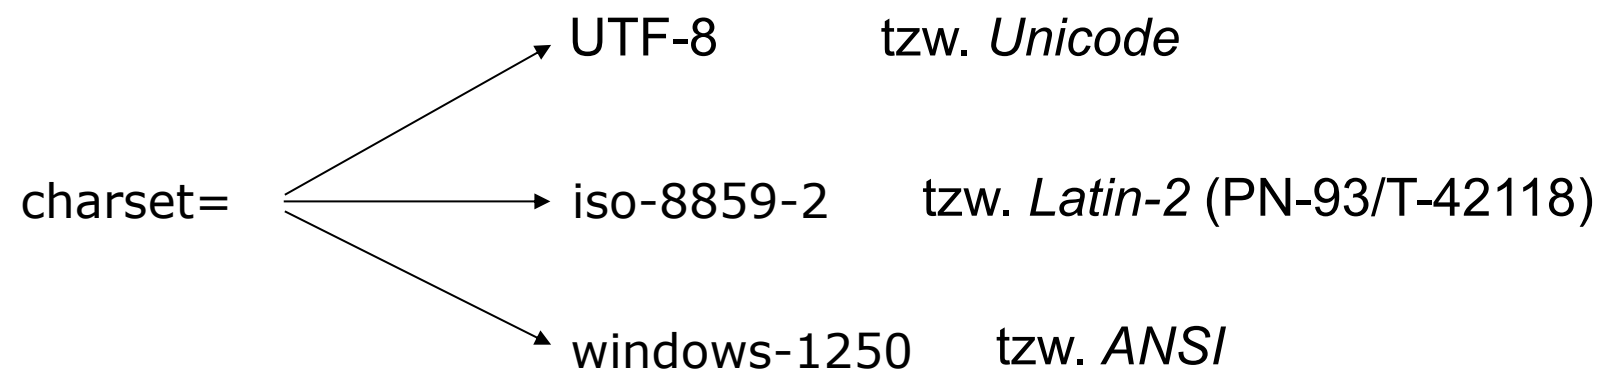 UTF-8 tzw. Unicode
charset= iso-8859-2 tzw. Latin-2 (PN-93/T-42118)
windows-1250 tzw. ANSI